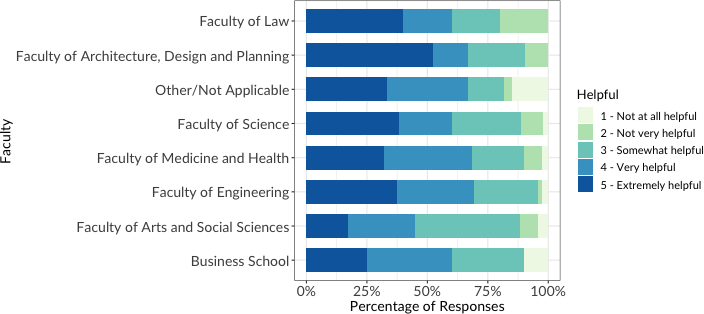 Faculty of Law
Faculty of Architecture, Design and Planning
Other/Not Applicable
Faculty of Science
Faculty of Medicine and Health
Faculty of Engineering
Faculty of Arts and Social Sciences
Business School
Faculty
0% 25% 50% 75% 100%
Percentage of Responses
Helpful
1 - Not at all helpful
2 - Not very helpful
3 - Somewhat helpful
4 - Very helpful
5 - Extremely helpful